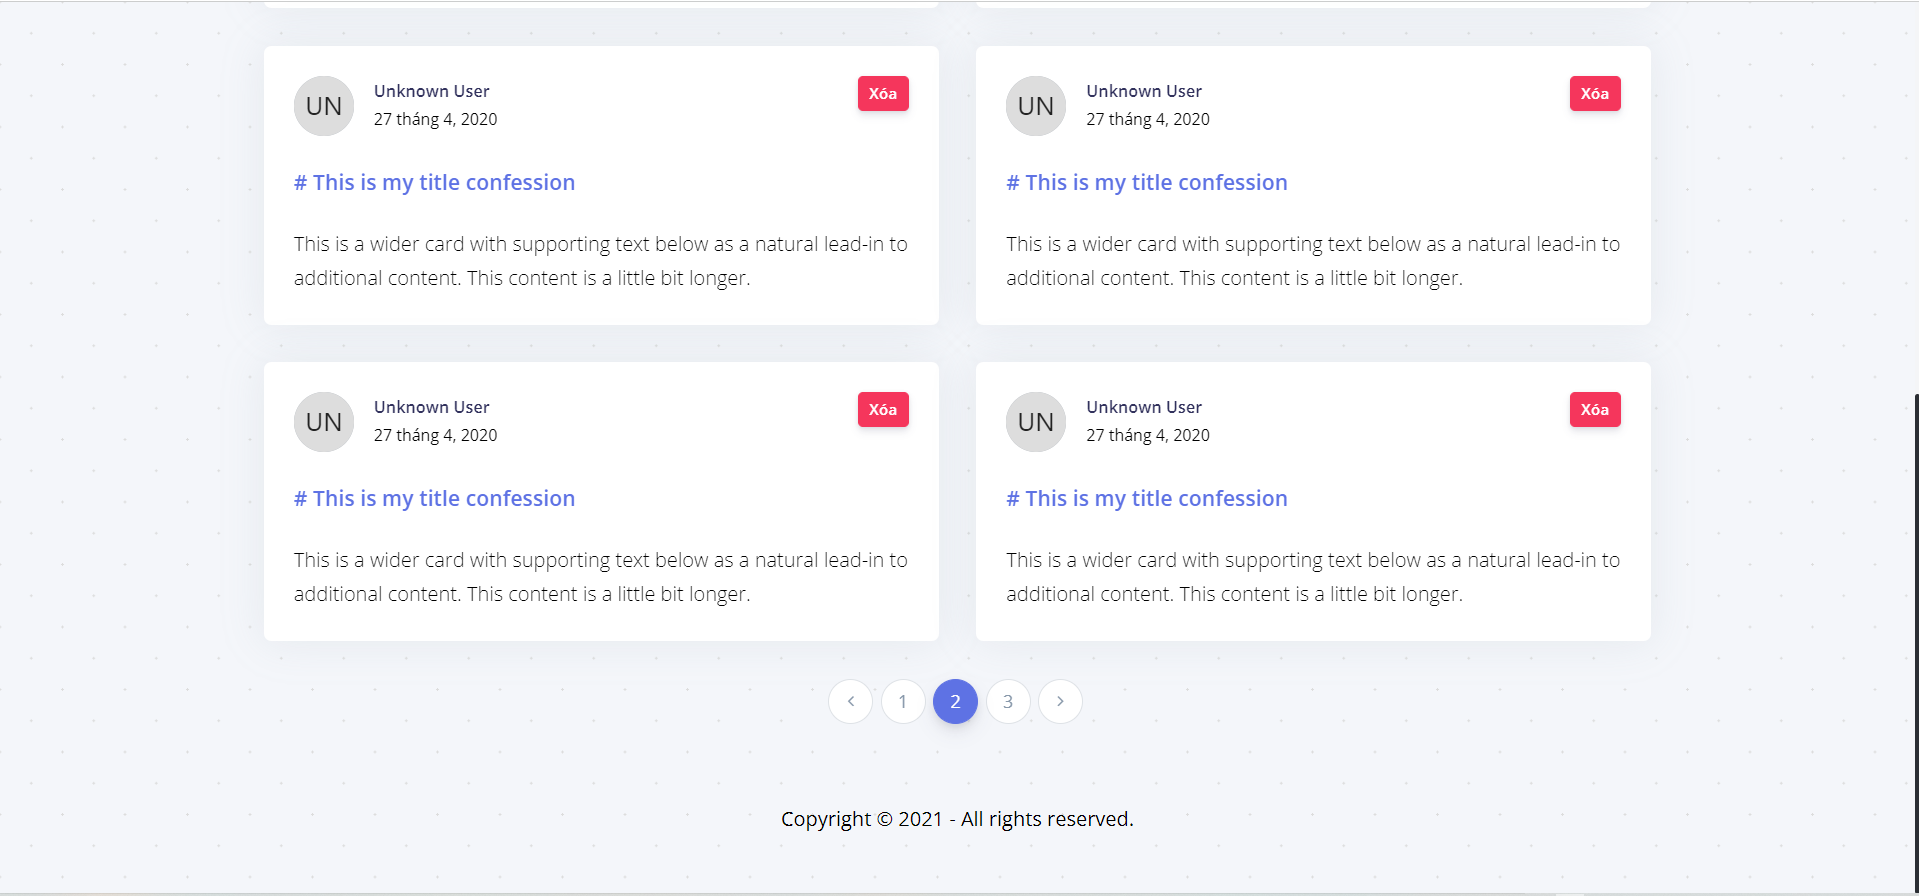 UN
Unknown User
27 tháng 4, 2020
Xóa
# This is my title confession
This is a wider card with supporting text below as a natural lead-in to
additional content. This content is a little bit longer.
UN
Unknown User
27 tháng 4, 2020
Xóa
# This is my title confession
This is a wider card with supporting text below as a natural lead-in to
additional content. This content is a little bit longer.
UN
Unknown User
27 tháng 4, 2020
Xóa
# This is my title confession
This is a wider card with supporting text below as a natural lead-in to
additional content. This content is a little bit longer.
UN
Unknown User
27 tháng 4, 2020
Xóa
# This is my title confession
This is a wider card with supporting text below as a natural lead-in to
additional content. This content is a little bit longer.
1 2 3
Copyright © 2021 - All rights reserved.